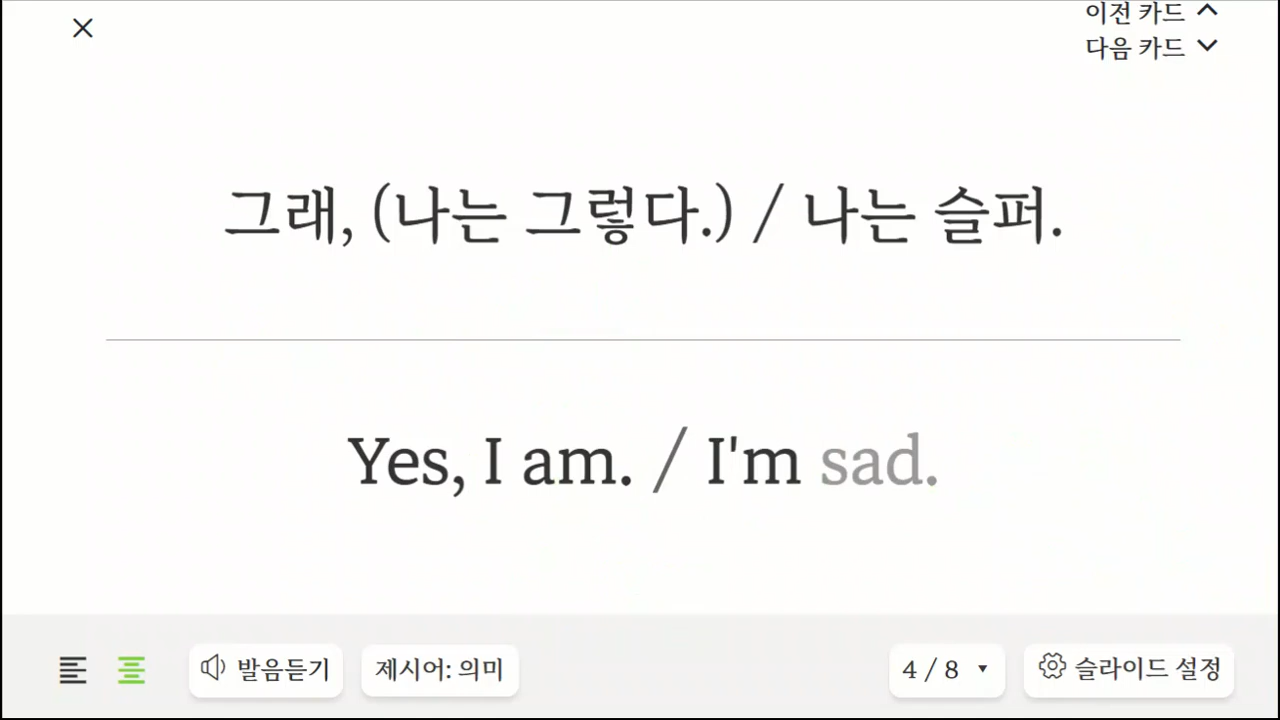 이전 카드
다음 카드
그래, (나는 그렇다.) / 나는 슬퍼.
Yes, I am. / I'm sad.
발음듣기
제시어: 의미
4 / 8
슬라이드 설정